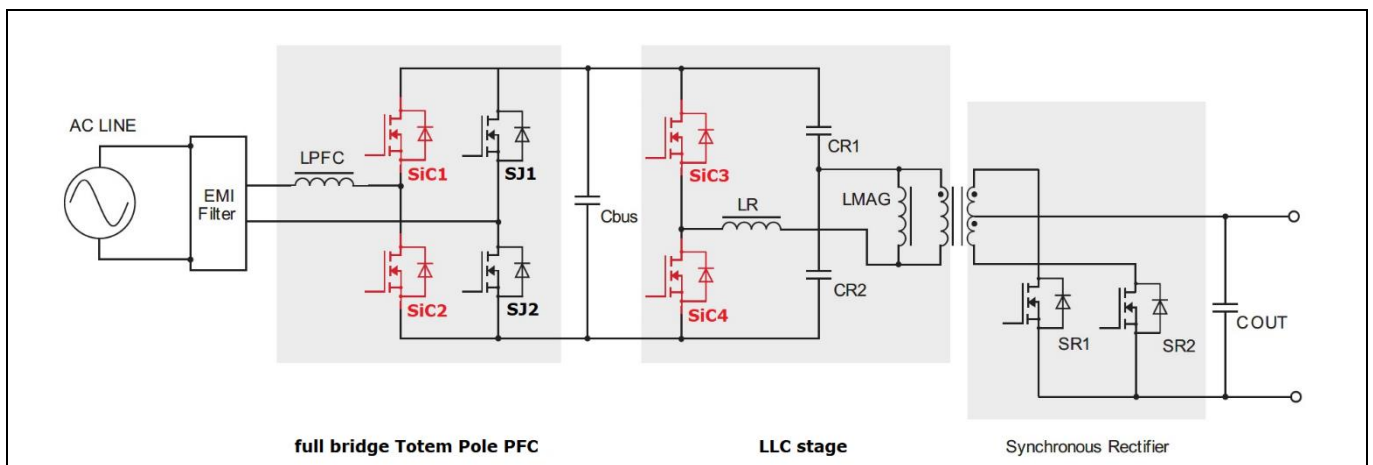 AC LINE
EMI
Filter
LPFC
SiC1
SJ1
SiC2
SJ2
Cbus
SiC3
SiC4
LR
CR1
LMAG
CR2
SR1
SR2
COUT
full bridge Totem Pole PFC
LLC stage
Synchronous Rectifier